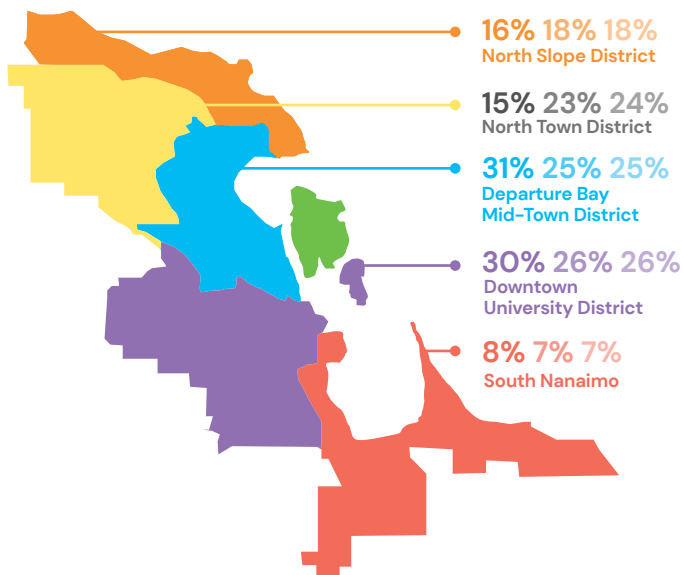 16% 18% 18%
North Slope District
15% 23% 24%
North Town District
31% 25% 25%
Departure Bay
Mid-Town District
30% 26% 26%
Downtown
University District
8% 7% 7%
South Nanaimo